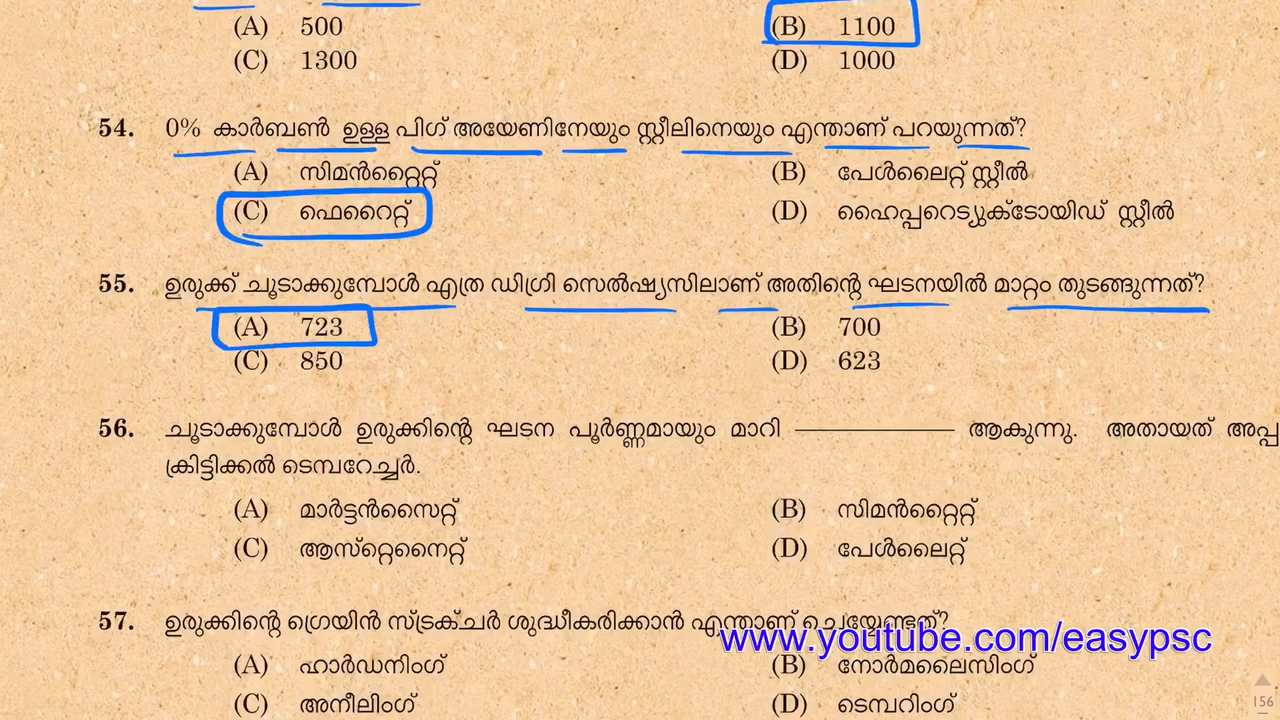 (A) 500 (B) 1100
(C) 1300 (D) 1000
54. 0% കാർബൺ ഉള്ള പിഗ് അയേണിനേയും സ്റ്റീലിനെയും എന്താണ് പറയുന്നത്?
(A) സിമൻറ്റൈറ്റ് (B) പേൾലൈറ്റ് സ്റ്റീൽ
(C) ഫെറൈറ്റ് (D) ഹൈപ്പറെട്യുക്ടോയിഡ് സ്റ്റീൽ
55. ഉരുക്ക് ചൂടാക്കുമ്പോൾ എത്ര ഡിഗ്രി സെൽഷ്യസിലാണ് അതിന്റെ ഘടനയിൽ മാറ്റം തുടങ്ങുന്നത്?
(A) 723 (B) 700
(C) 850 (D) 623
56. ചൂടാക്കുമ്പോൾ ഉരുക്കിന്റെ ഘടന പൂർണ്ണമായും മാറി ———— ആകുന്നു. അതായത് അപ്പ
ക്രിട്ടിക്കൽ ടെമ്പറേച്ചർ.
(A) മാർട്ടൻസൈറ്റ് (B) സിമൻറ്റൈറ്റ്
(C) ആസ്റ്റെനൈറ്റ് (D) പേൾലൈറ്റ്
57. ഉരുക്കിന്റെ ഗ്രെയിൻ സ്ട്രക്ചർ ശുദ്ധീകരിക്കാൻ എന്താണ് ചെയ്യേണ്ടത്?
www.youtube.com/easypsc
(A) ഹാർഡനിംഗ് (B) നോർമലൈസിംഗ്
(C) അനീലിംഗ് (D) ടെമ്പറിംഗ്
156